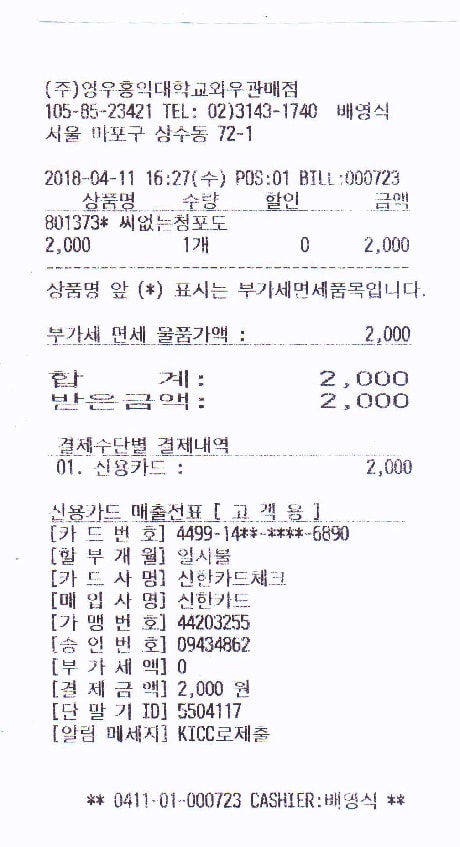 (주)영우홍익대학교와우관매점
105-85-23421 TEL: 02)3143-1740 배영식
서울 마포구 상수동 72-1
2018-04-11 16:27(수) POS:01 BILL:000723
상품명 수량 할인 금액
801373* 씨없는청포도
2,000 1개 0 2,000
상품명 앞 (*) 표시는 부가세면세품목입니다.
부가세 면세 물품가액 : 2,000
합 계: 2,000
받은금액: 2,000
결제수단별 결제내역
01. 신용카드 : 2,000
신용카드 매출전표 [ 고 객 용 ]
[카 드 번 호] 4499-14**-****-6890
[할 부 개 월] 일시불
[카 드 사 명] 신한카드체크
[매 입 사 명] 신한카드
[가 맹 번 호] 44203255
[승 인 번 호] 09434862
[부 가 세 액] 0
[결 제 금 액] 2,000 원
[단 말 기 ID] 5504117
[알림 메세지] KICC로제출
** 0411-01-000723 CASHIER:배영식 **